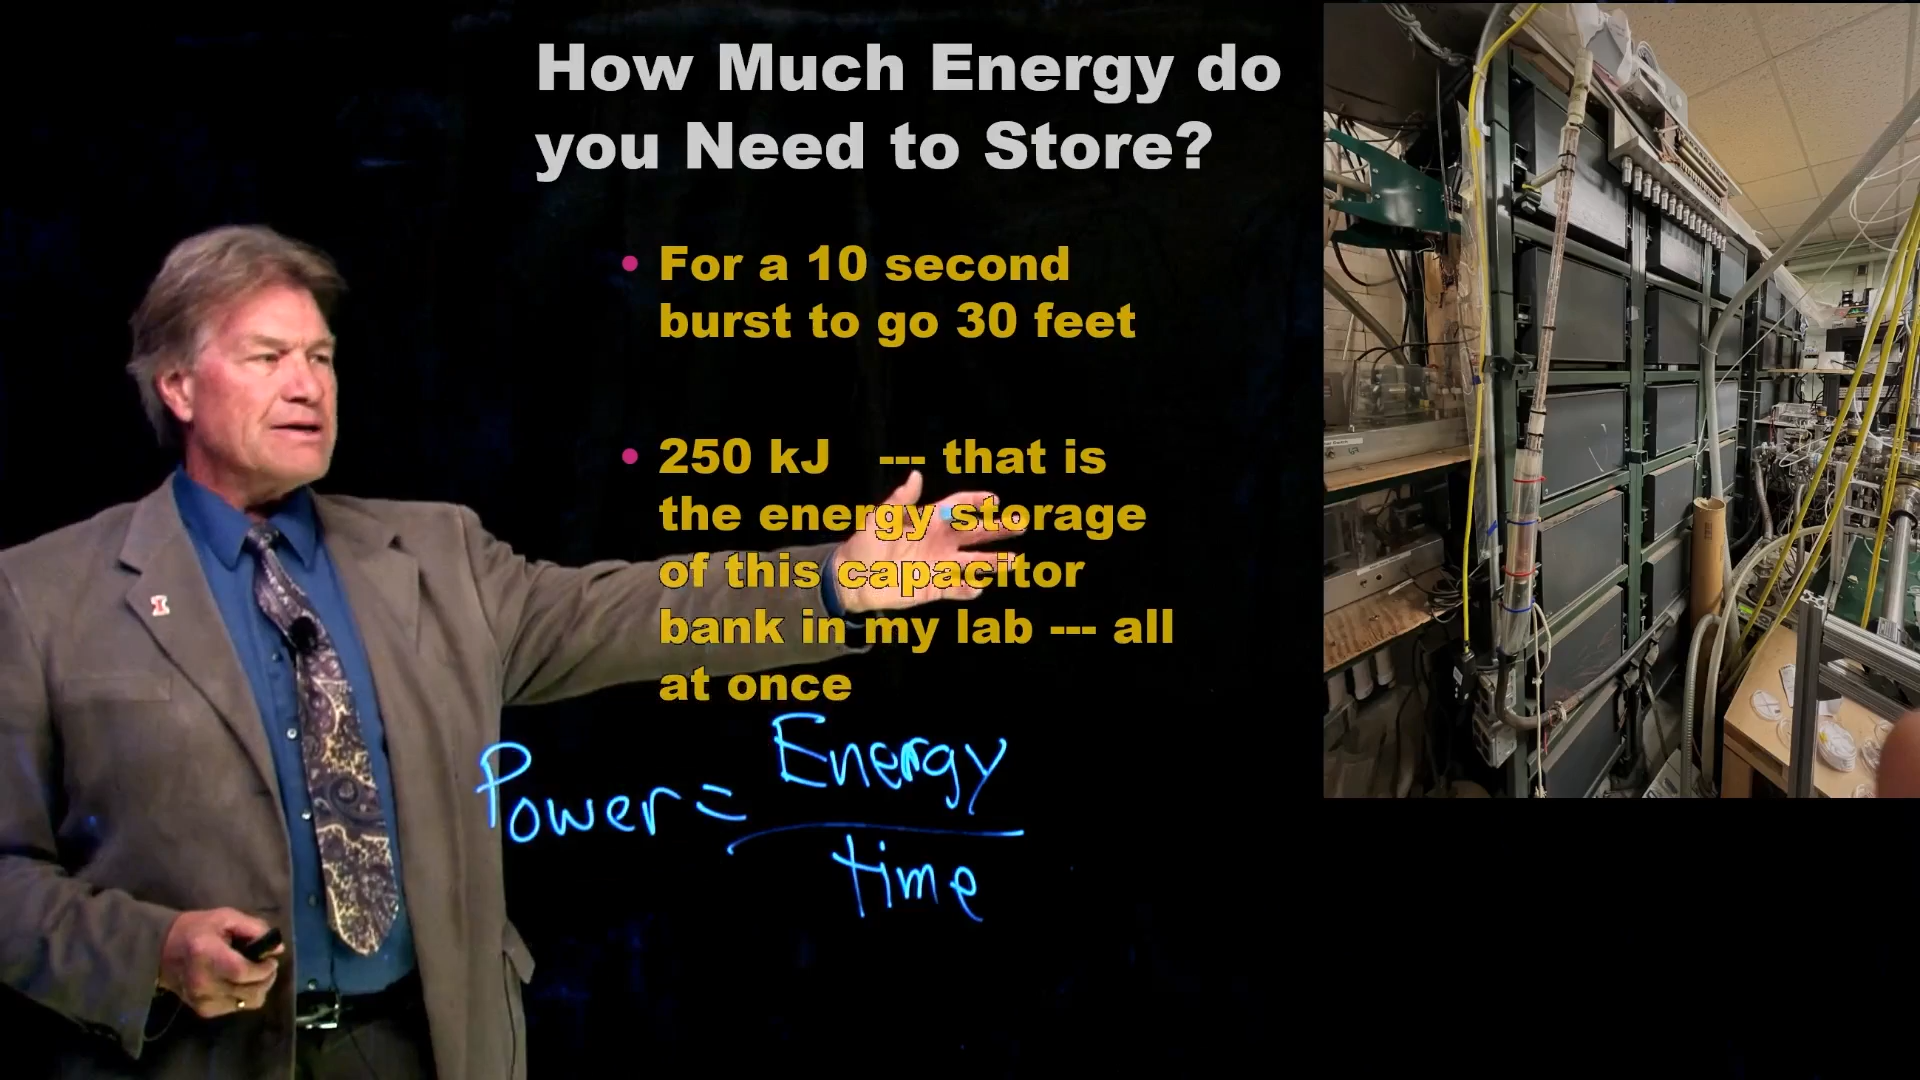 How Much Energy do
you Need to Store?
• For a 10 second
burst to go 30 feet
• 250 kJ --- that is
the energy storage
of this capacitor
bank in my lab --- all
at once
Power = Energy
time